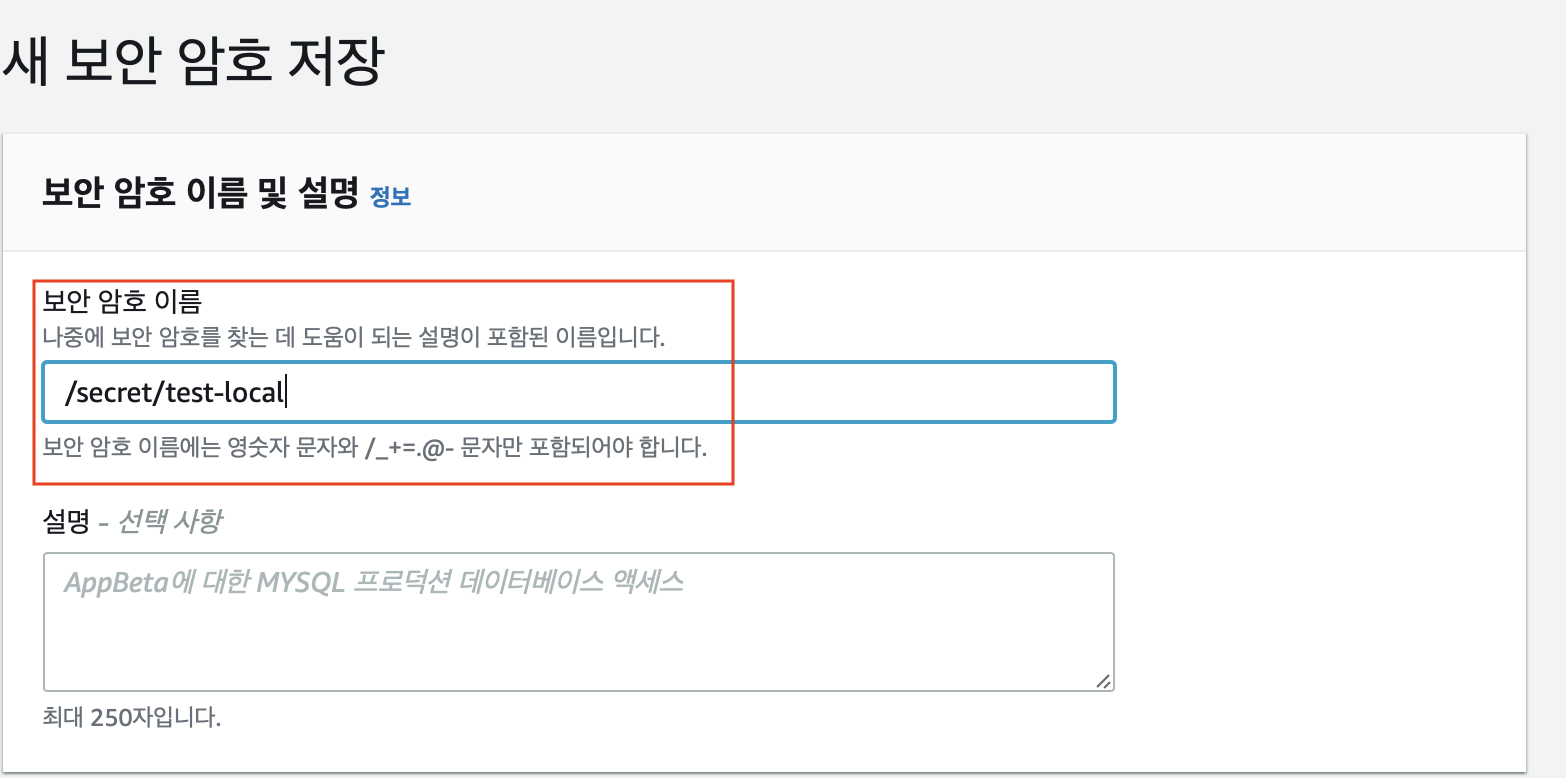 새 보안 암호 저장
보안 암호 이름 및 설명 정보
보안 암호 이름
나중에 보안 암호를 찾는 데 도움이 되는 설명이 포함된 이름입니다.
/secret/test-local
보안 암호 이름에는 영숫자 문자와 /_+=.@- 문자만 포함되어야 합니다.
설명 - 선택 사항
AppBeta에 대한 MYSQL 프로덕션 데이터베이스 액세스
최대 250자입니다.